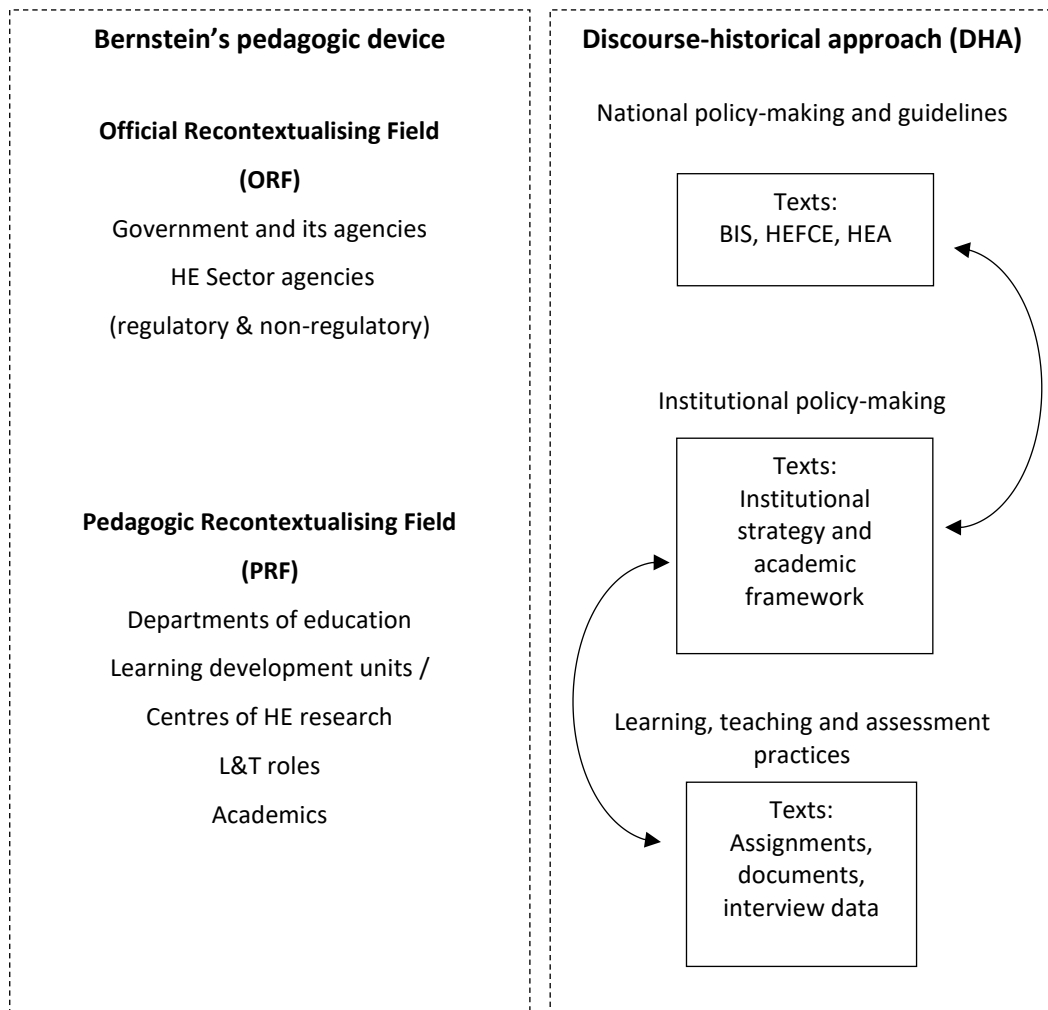 Bernstein’s pedagogic device
Official Recontextualising Field
(ORF)
Government and its agencies
HE Sector agencies
(regulatory & non-regulatory)
Pedagogic Recontextualising Field
(PRF)
Departments of education
Learning development units /
Centres of HE research
L&T roles
Academics
Discourse-historical approach (DHA)
National policy-making and guidelines
Texts:
BIS, HEFCE, HEA
Institutional policy-making
Texts:
Institutional
strategy and
academic
framework
Learning, teaching and assessment
practices
Texts:
Assignments,
documents,
interview data